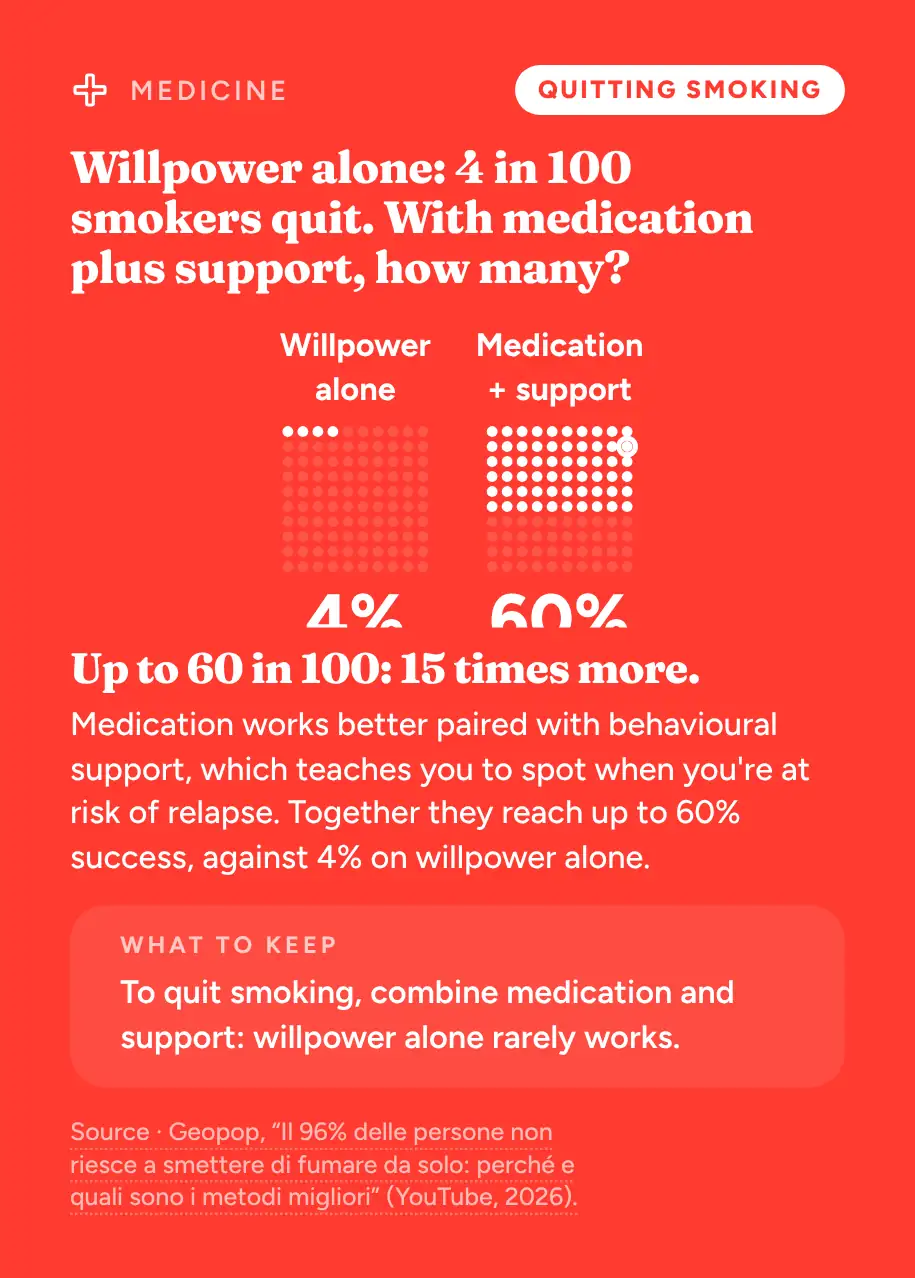 MEDICINE
QUITTING SMOKING
Willpower alone: 4 in 100
smokers quit. With medication
plus support, how many?
Willpower
alone
Medication
+ support
4%
60%
Up to 60 in 100: 15 times more.
Medication works better paired with behavioural
support, which teaches you to spot when you're at
risk of relapse. Together they reach up to 60%
success, against 4% on willpower alone.
WHAT TO KEEP
To quit smoking, combine medication and
support: willpower alone rarely works.
Source · Geopop, “Il 96% delle persone non
riesce a smettere di fumare da solo: perché e
quali sono i metodi migliori” (YouTube, 2026).